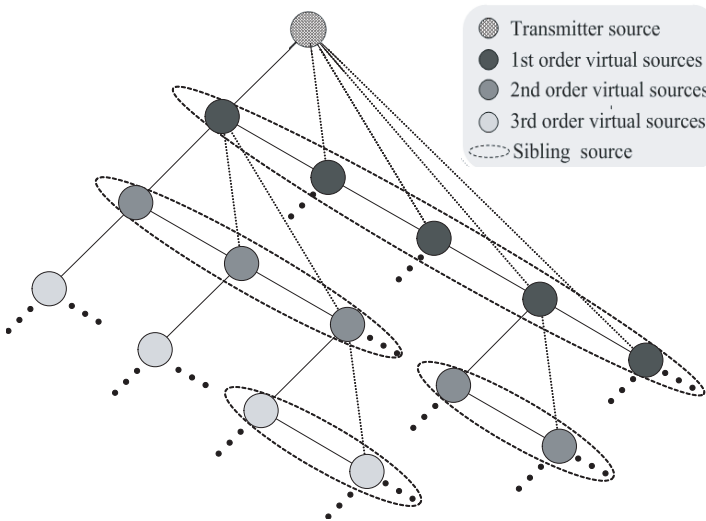 Transmitter source
1st order virtual sources
2nd order virtual sources
3rd order virtual sources
Sibling source